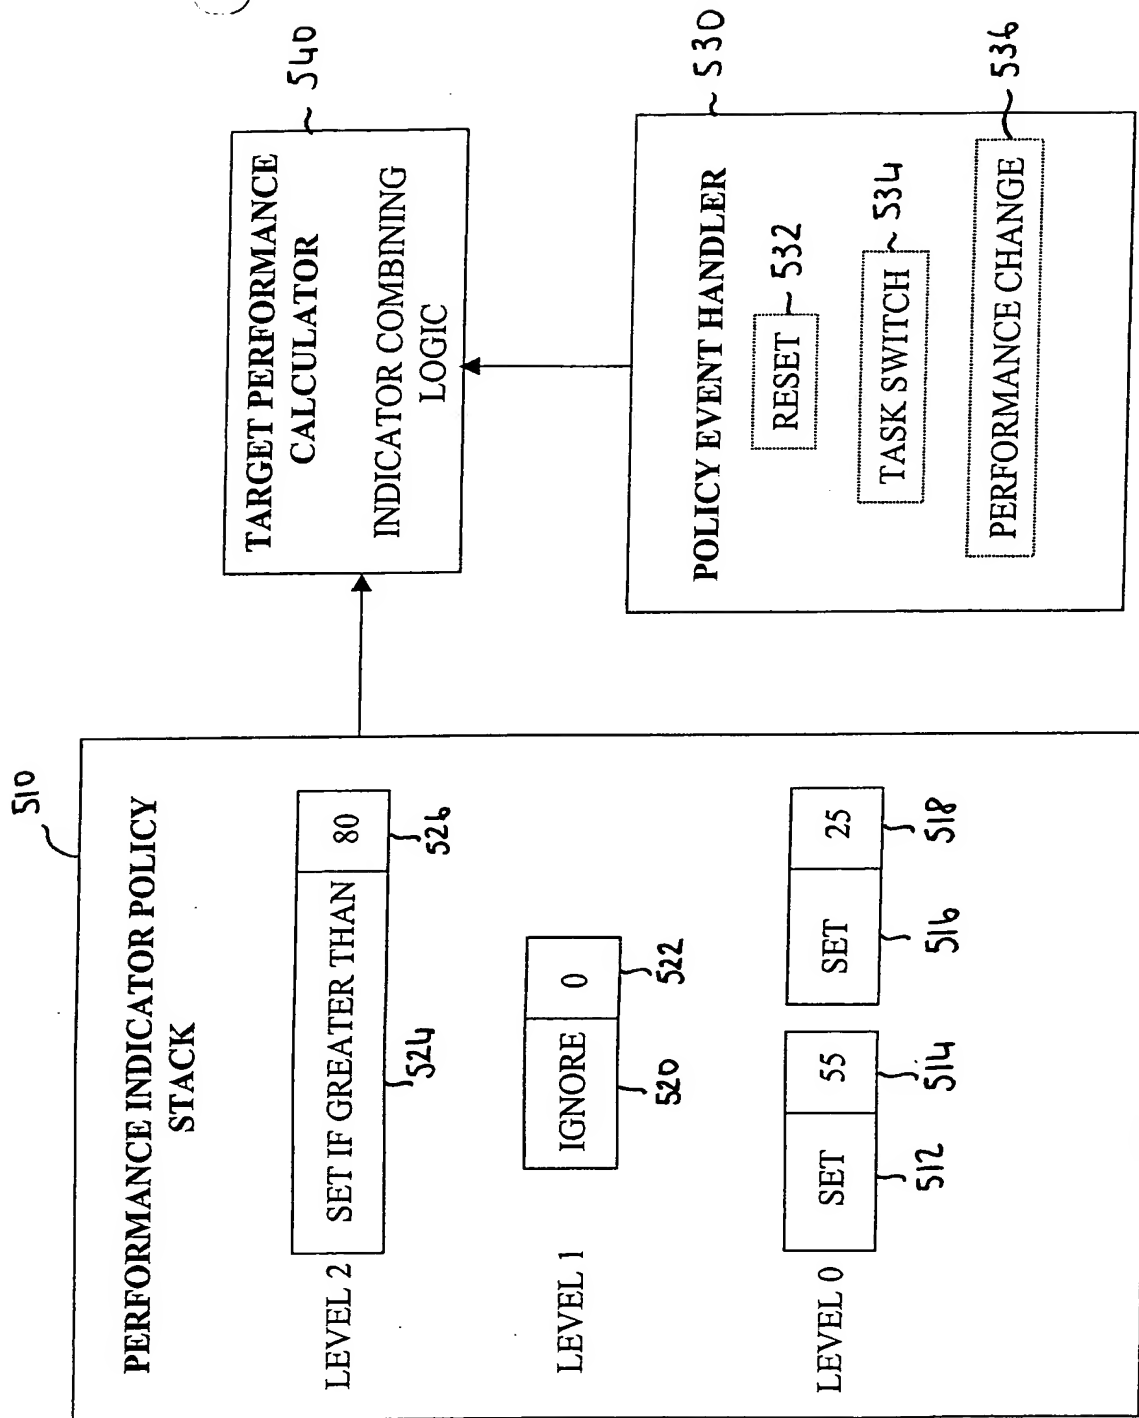 510
PERFORMANCE INDICATOR POLICY
STACK
LEVEL 2
SET IF GREATER THAN
80
524
526
LEVEL 1
IGNORE
0
520
522
LEVEL 0
SET
55
SET
25
512
514
516
518
TARGET PERFORMANCE
CALCULATOR
INDICATOR COMBINING
LOGIC
540
POLICY EVENT HANDLER
530
RESET
532
TASK SWITCH
534
PERFORMANCE CHANGE
536